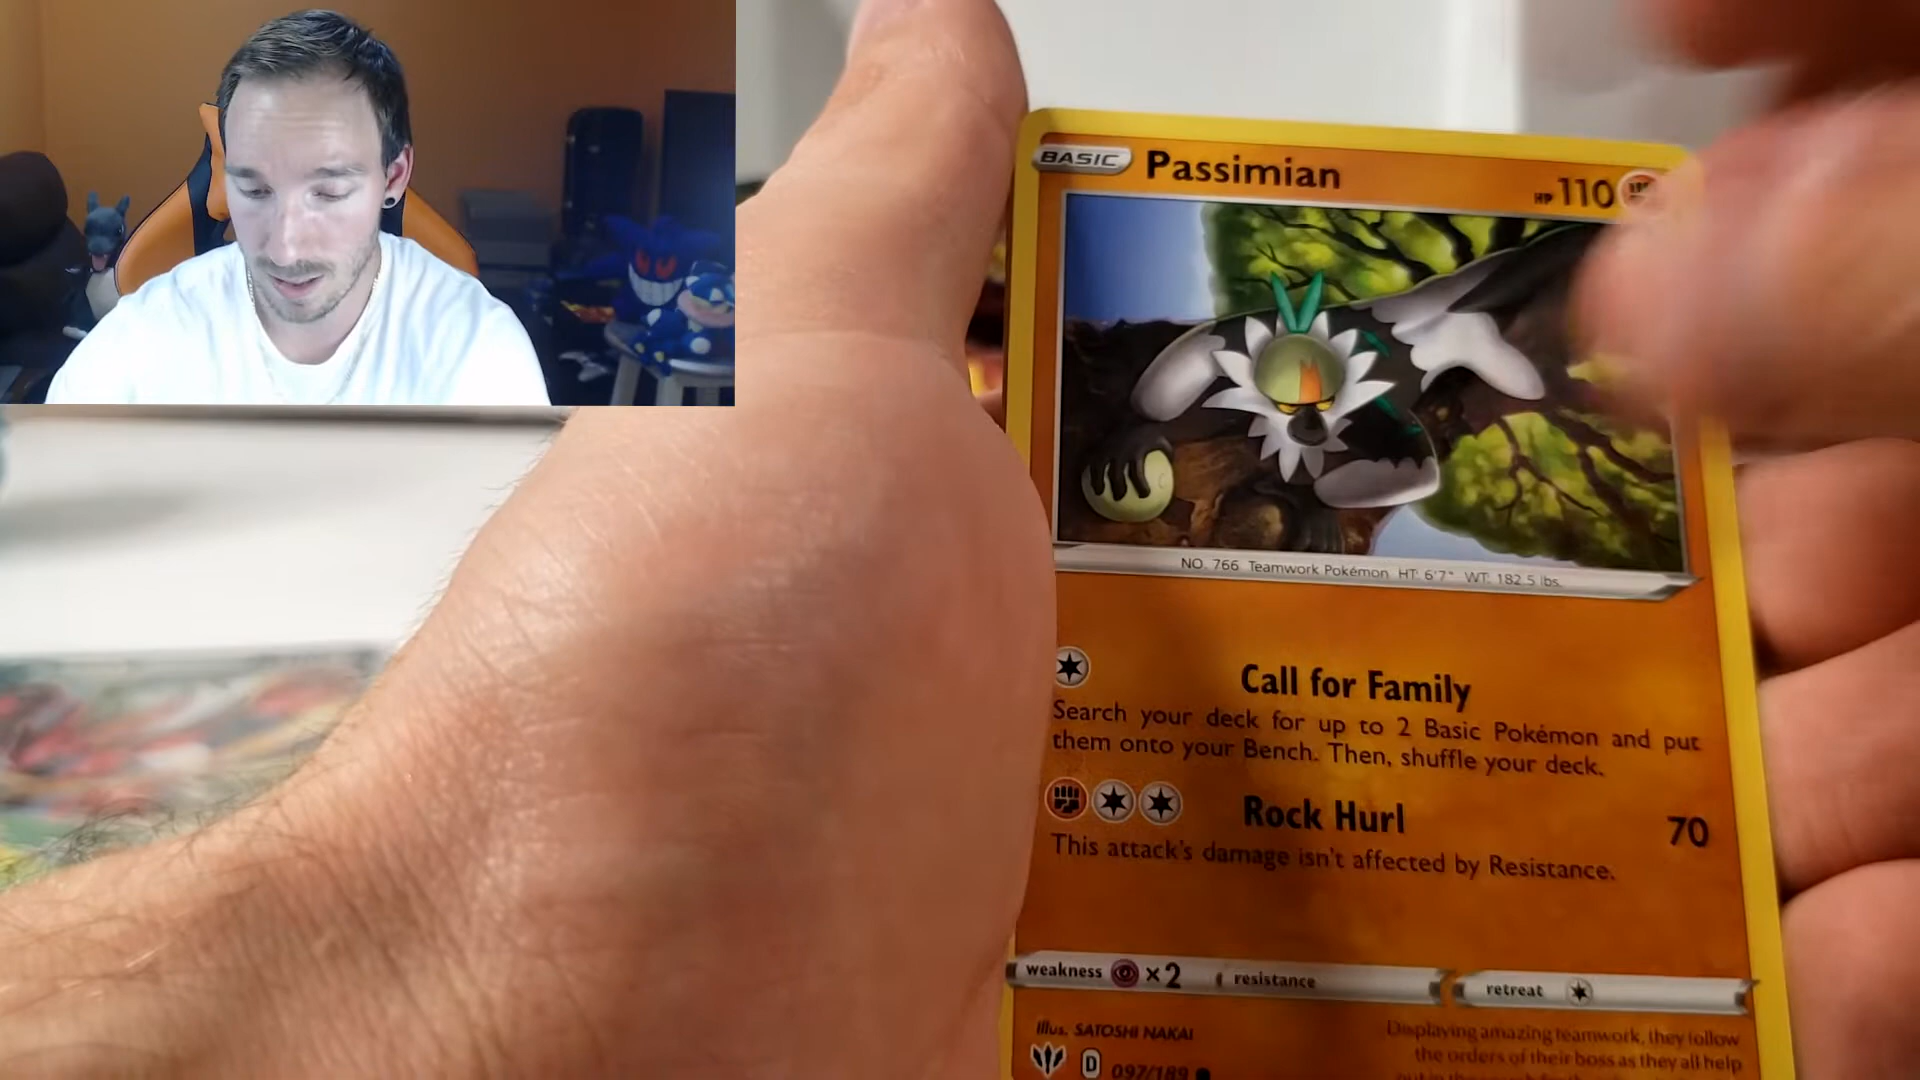 BASIC Passimian HP 110
NO. 766 Teamwork Pokémon HT: 6'7" WT: 182.5 lbs.
Call for Family
Search your deck for up to 2 Basic Pokémon and put
them onto your Bench. Then, shuffle your deck.
Rock Hurl 70
This attack's damage isn't affected by Resistance.
weakness ×2 resistance retreat
Illus. SATOSHI NAKAI
D 097/189
Displaying amazing teamwork, they follow
the orders of their boss as they all help